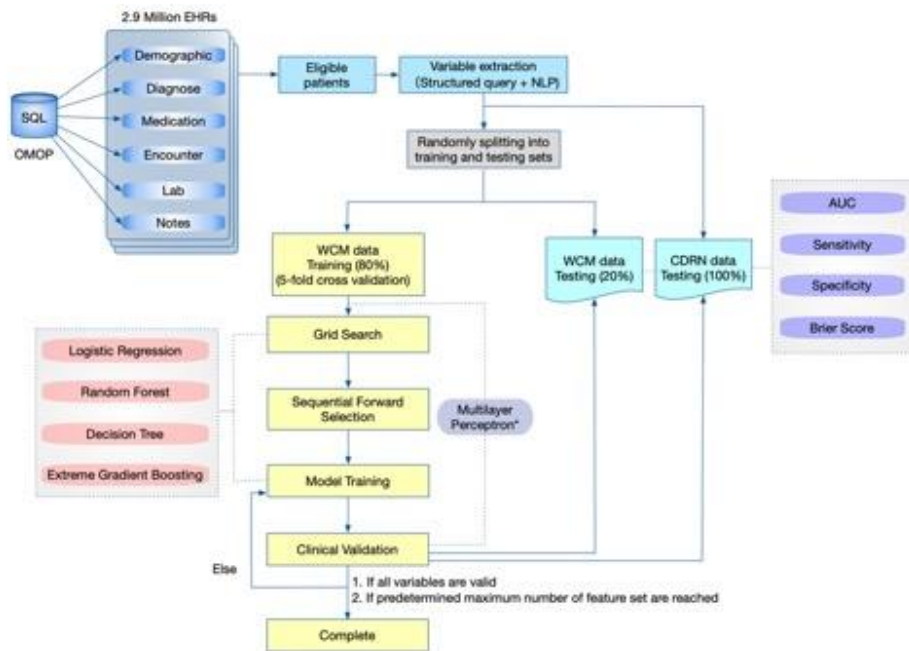 2.9 Million EHRs
Demographic
Diagnose
Medication
Encounter
Lab
Notes
SQL
OMOP
Eligible
patients
Variable extraction
(Structured query + NLP)
Randomly splitting into
training and testing sets
WCM data
Training (80%)
(5-fold cross validation)
WCM data
Testing (20%)
CDRN data
Testing (100%)
AUC
Sensitivity
Specificity
Brier Score
Grid Search
Sequential Forward
Selection
Model Training
Clinical Validation
Logistic Regression
Random Forest
Decision Tree
Extreme Gradient Boosting
Multilayer
Perceptron*
Else
1. If all variables are valid
2. If predetermined maximum number of feature set are reached
Complete